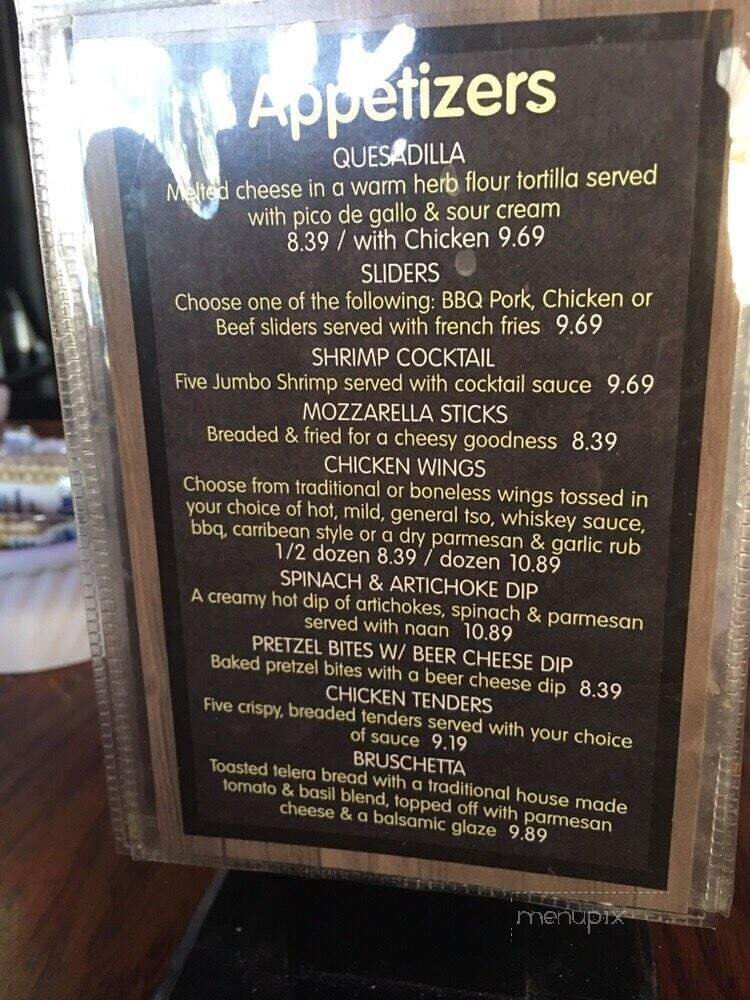 Appetizers
QUESADILLA
Melted cheese in a warm herb flour tortilla served
with pico de gallo & sour cream
8.39 / with Chicken 9.69
SLIDERS
Choose one of the following: BBQ Pork, Chicken or
Beef sliders served with french fries 9.69
SHRIMP COCKTAIL
Five Jumbo Shrimp served with cocktail sauce 9.69
MOZZARELLA STICKS
Breaded & fried for a cheesy goodness 8.39
CHICKEN WINGS
Choose from traditional or boneless wings tossed in
your choice of hot, mild, general tso, whiskey sauce,
bbq, carribean style or a dry parmesan & garlic rub
1/2 dozen 8.39 / dozen 10.89
SPINACH & ARTICHOKE DIP
A creamy hot dip of artichokes, spinach & parmesan
served with naan 10.89
PRETZEL BITES W/ BEER CHEESE DIP
Baked pretzel bites with a beer cheese dip 8.39
CHICKEN TENDERS
Five crispy, breaded tenders served with your choice
of sauce 9.19
BRUSCHETTA
Toasted telera bread with a traditional house made
tomato & basil blend, topped off with parmesan
cheese & a balsamic glaze 9.89
menupix